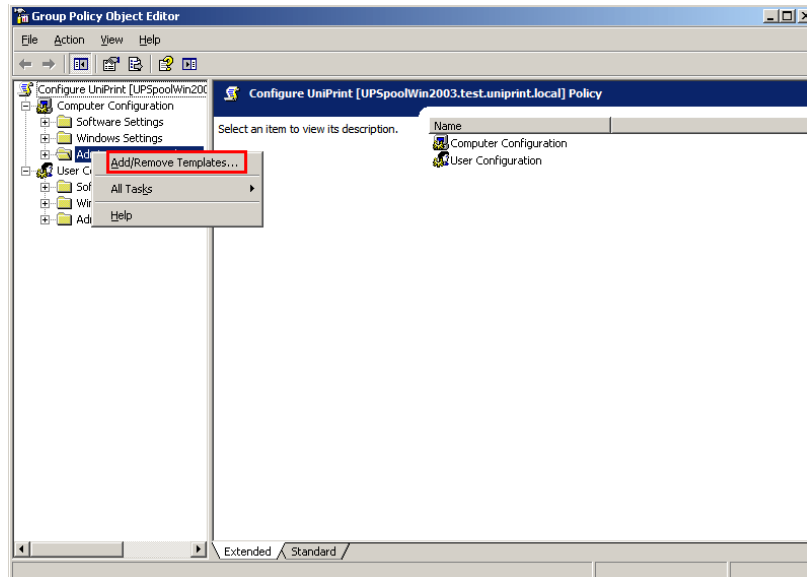 Group Policy Object Editor
File Action View Help
Configure UniPrint [UPSpoolWin200
Computer Configuration
Software Settings
Windows Settings
Ad
User C
Sof
Wir
Ad
Add/Remove Templates...
All Tasks
Help
Configure UniPrint [UPSpoolWin2003.test.uniprint.local] Policy
Select an item to view its description.
Name
Computer Configuration
User Configuration
Extended Standard